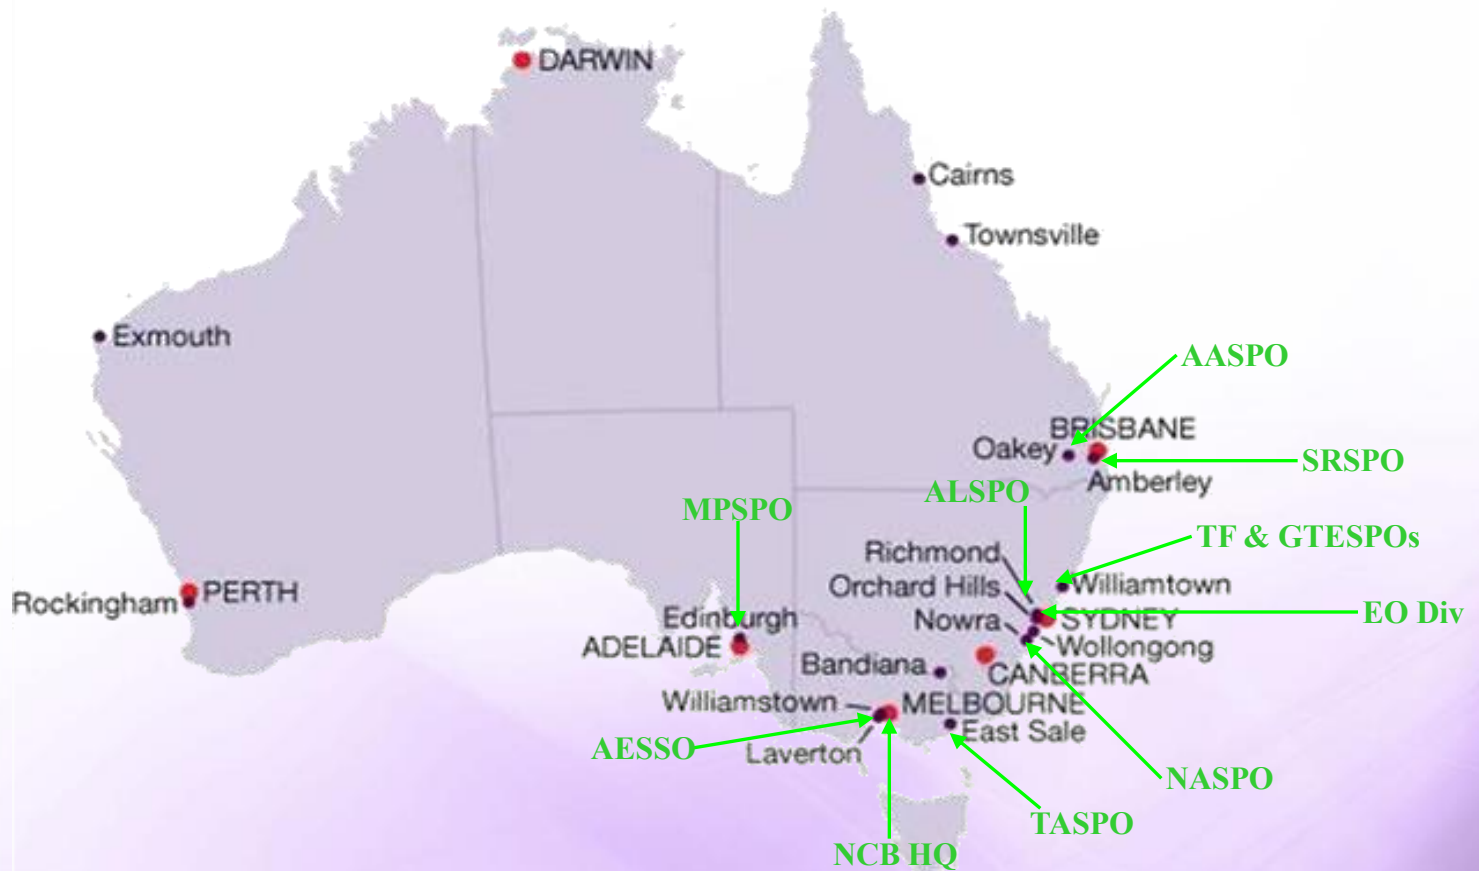 DARWIN
Cairns
Townsville
Exmouth
AASPO
BRISBANE
Oakey
SRSPO
Amberley
ALSPO
MPSPO
TF & GTESPOs
Richmond
Williamtown
Orchard Hills
PERTH
Rockingham
EO Div
Edinburgh
SYDNEY
Nowra
ADELAIDE
Wollongong
Bandiana
CANBERRA
Williamstown
MELBOURNE
East Sale
AESSO
Laverton
NASPO
TASPO
NCB HQ